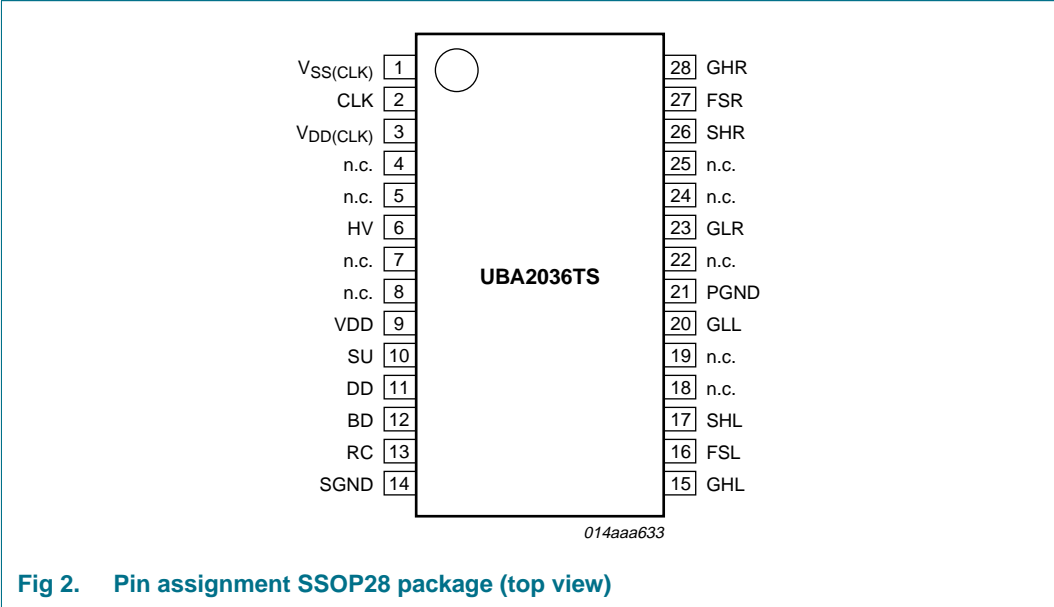 V_SS(CLK) 1 28 GHR
CLK 2 27 FSR
V_DD(CLK) 3 26 SHR
n.c. 4 25 n.c.
n.c. 5 24 n.c.
HV 6 23 GLR
n.c. 7 22 n.c.
UBA2036TS
n.c. 8 21 PGND
VDD 9 20 GLL
SU 10 19 n.c.
DD 11 18 n.c.
BD 12 17 SHL
RC 13 16 FSL
SGND 14 15 GHL
014aaa633
Fig 2. Pin assignment SSOP28 package (top view)